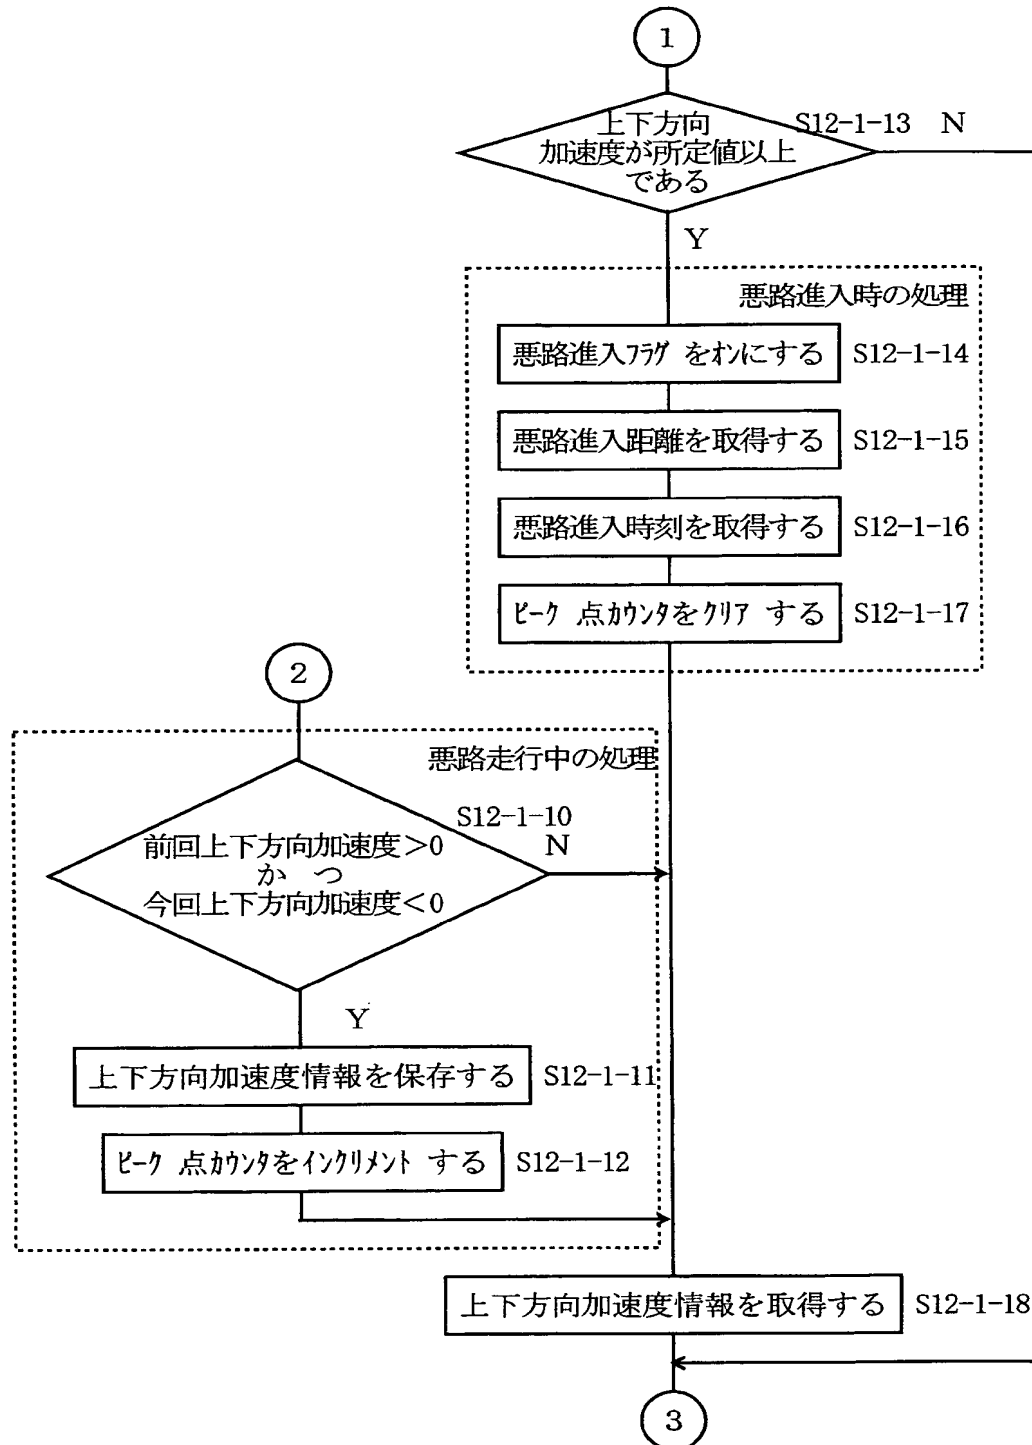 1
S12-1-13 N
上下方向
加速度が所定値以上
である
Y
悪路進入時の処理
悪路進入ﾌﾗｸﾞ をｵﾝにする S12-1-14
悪路進入距離を取得する S12-1-15
悪路進入時刻を取得する S12-1-16
ﾋﾟｰｸ 点ｶｳﾝﾀをｸﾘｱ する S12-1-17
2
悪路走行中の処理
S12-1-10
N
前回上下方向加速度>0
か つ
今回上下方向加速度<0
Y
上下方向加速度情報を保存する S12-1-11
ﾋﾟｰｸ 点ｶｳﾝﾀをｲﾝｸﾘﾒﾝﾄ する S12-1-12
上下方向加速度情報を取得する S12-1-18
3